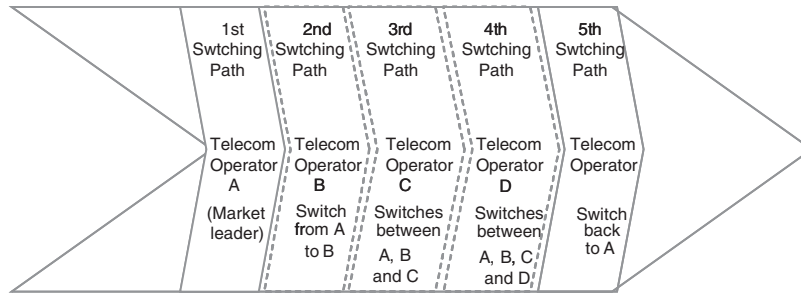 1st
Swtching
Path
Telecom
Operator
A
(Market
leader)
2nd
Swtching
Path
Telecom
Operator
B
Switch
from A
to B
3rd
Swtching
Path
Telecom
Operator
C
Switches
between
A, B
and C
4th
Swtching
Path
Telecom
Operator
D
Switches
between
A, B, C
and D
5th
Swtching
Path
Telecom
Operator
Switch
back
to A